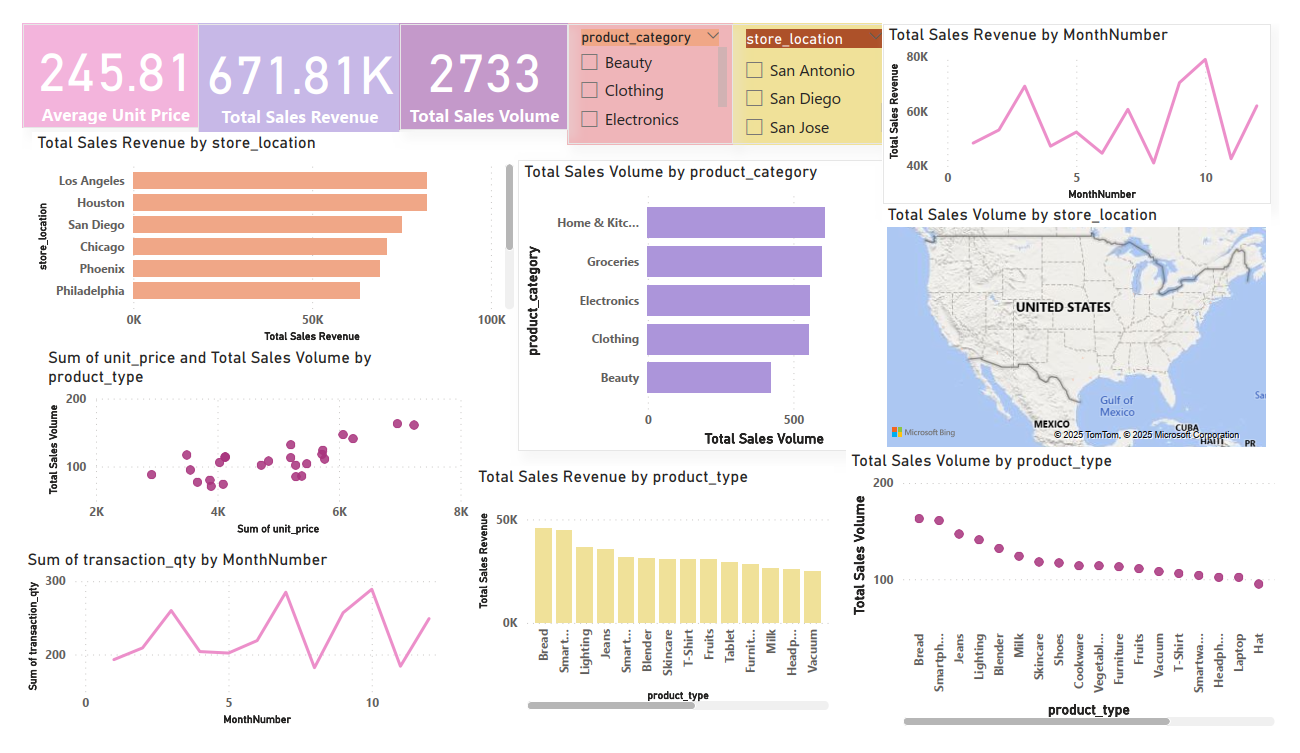 245.81
Average Unit Price
671.81K
Total Sales Revenue
2733
Total Sales Volume
product_category
Beauty
Clothing
Electronics
store_location
San Antonio
San Diego
San Jose
Total Sales Revenue by MonthNumber
Total Sales Revenue
80K
60K
40K
0
5
10
MonthNumber
Total Sales Revenue by store_location
store_location
Los Angeles
Houston
San Diego
Chicago
Phoenix
Philadelphia
0K
50K
100K
Total Sales Revenue
Total Sales Volume by product_category
product_category
Home & Kitc...
Groceries
Electronics
Clothing
Beauty
0
500
Total Sales Volume
Total Sales Volume by store_location
UNITED STATES
Gulf of
Mexico
MEXICO
CUBA
HAITI
PR
Microsoft Bing
© 2025 TomTom, © 2025 Microsoft Corporation
Sum of unit_price and Total Sales Volume by
product_type
Total Sales Volume
200
100
2K
4K
6K
8K
Sum of unit_price
Total Sales Revenue by product_type
Total Sales Revenue
50K
0K
Bread
Smart...
Lighting
Jeans
Smart...
Blender
Skincare
T-Shirt
Fruits
Tablet
Furnit...
Milk
Headp...
Vacuum
product_type
Total Sales Volume by product_type
Total Sales Volume
200
100
Bread
Smartph...
Jeans
Lighting
Blender
Milk
Skincare
Shoes
Cookware
Vegetabl...
Furniture
Fruits
Vacuum
T-Shirt
Smartwa...
Headph...
Laptop
Hat
product_type
Sum of transaction_qty by MonthNumber
Sum of transaction_qty
300
200
0
5
10
MonthNumber